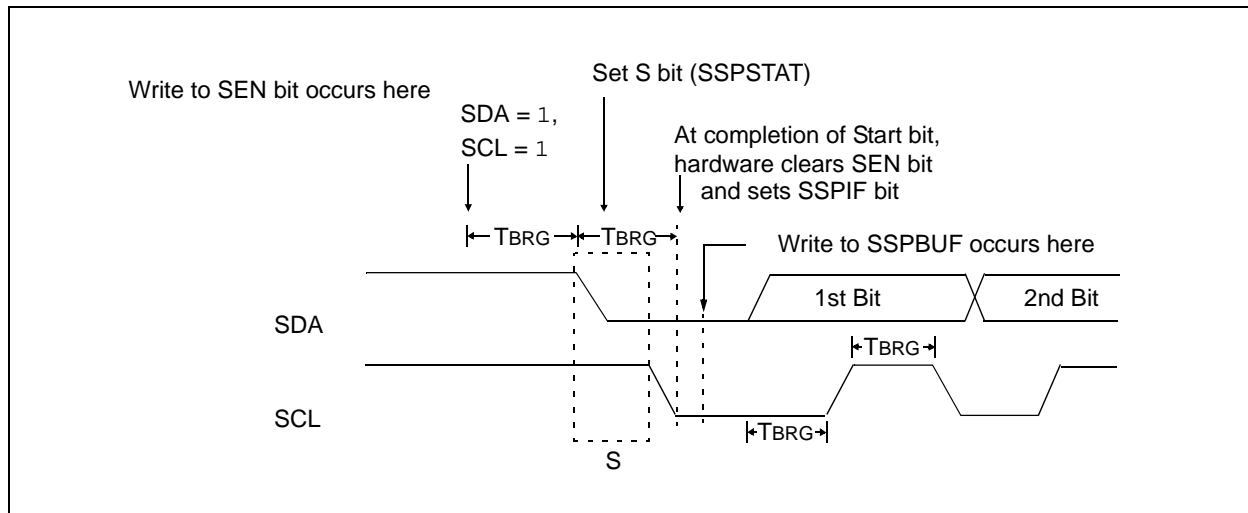 Set S bit (SSPSTAT)
Write to SEN bit occurs here
SDA = 1,
SCL = 1
At completion of Start bit,
hardware clears SEN bit
and sets SSPIF bit
TBRG TBRG
Write to SSPBUF occurs here
1st Bit 2nd Bit
SDA
TBRG
SCL
TBRG
S